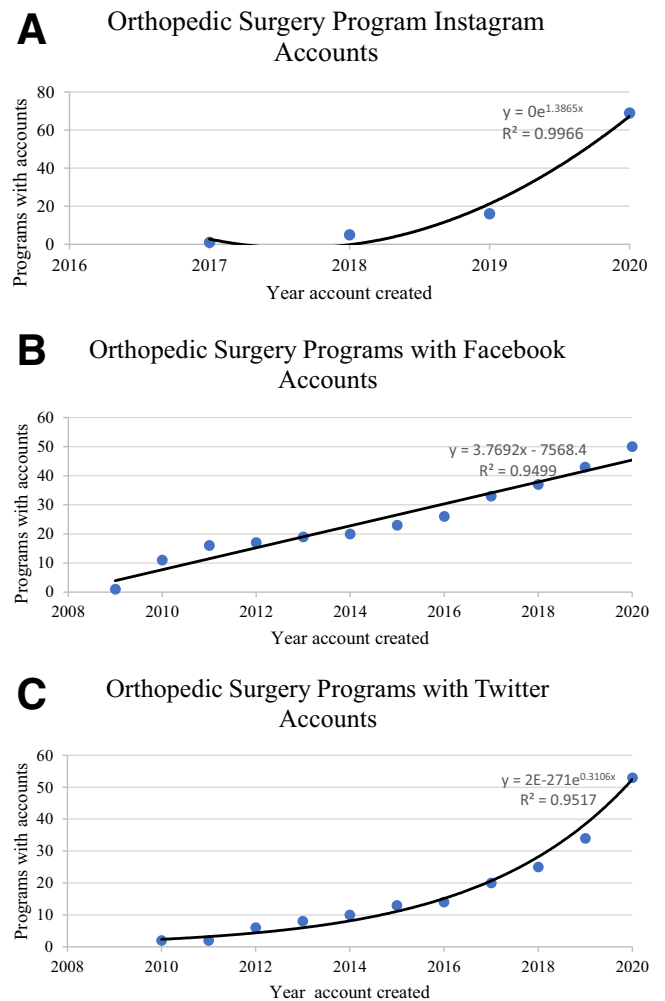 A
Orthopedic Surgery Program Instagram
Accounts
Programs with accounts
80
60
40
20
0
y = 0e^1.3865x
R² = 0.9966
2016
2017
2018
2019
2020
Year account created
B
Orthopedic Surgery Programs with Facebook
Accounts
Programs with accounts
60
50
40
30
20
10
0
y = 3.7692x - 7568.4
R² = 0.9499
2008
2010
2012
2014
2016
2018
2020
Year account created
C
Orthopedic Surgery Programs with Twitter
Accounts
Programs with accounts
60
50
40
30
20
10
0
y = 2E-271e^0.3106x
R² = 0.9517
2008
2010
2012
2014
2016
2018
2020
Year account created